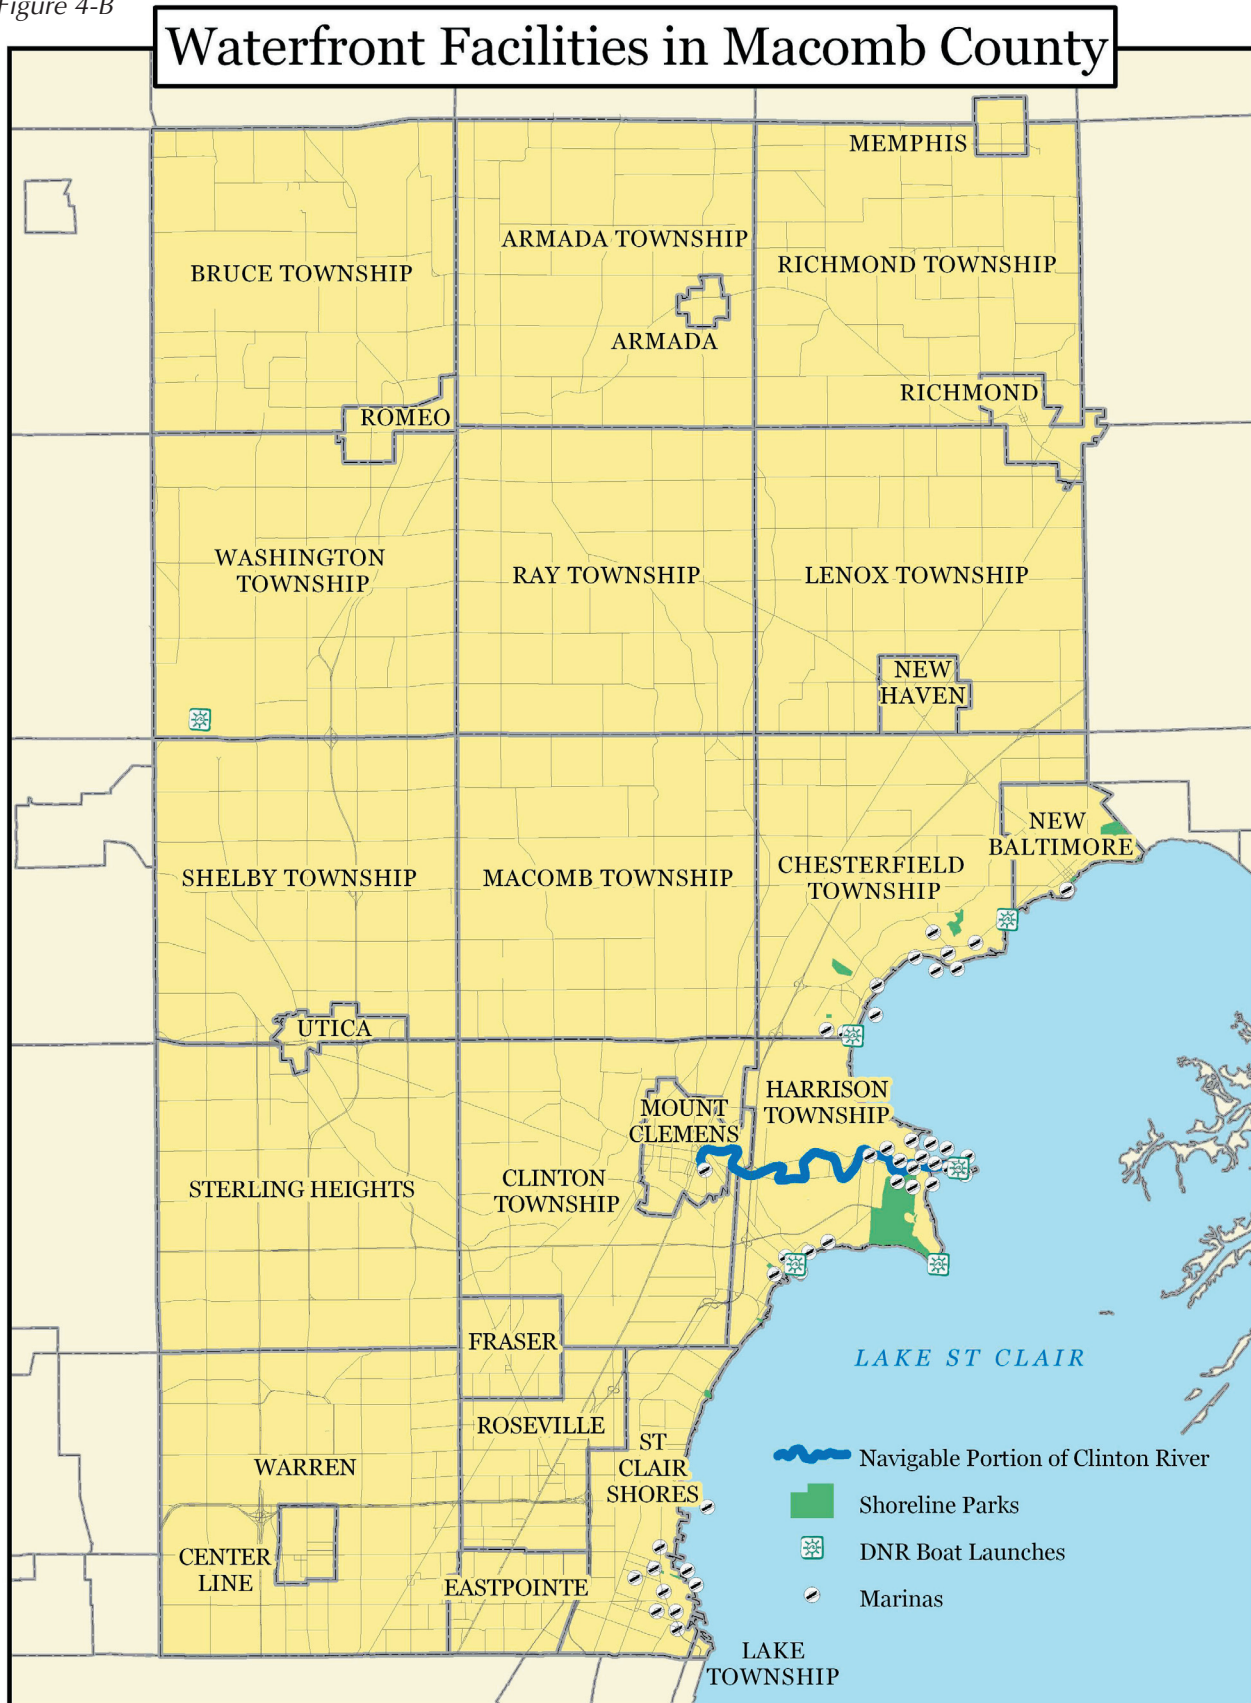 Figure 4-B
Waterfront Facilities in Macomb County
MEMPHIS
ARMADA TOWNSHIP
RICHMOND TOWNSHIP
BRUCE TOWNSHIP
ARMADA
RICHMOND
ROMEO
WASHINGTON
TOWNSHIP
RAY TOWNSHIP
LENOX TOWNSHIP
NEW
HAVEN
NEW
BALTIMORE
SHELBY TOWNSHIP
MACOMB TOWNSHIP
CHESTERFIELD
TOWNSHIP
UTICA
HARRISON
TOWNSHIP
MOUNT
CLEMENS
STERLING HEIGHTS
CLINTON
TOWNSHIP
FRASER
LAKE ST CLAIR
ROSEVILLE
ST
CLAIR
SHORES
WARREN
CENTER
LINE
EASTPOINTE
LAKE
TOWNSHIP
Navigable Portion of Clinton River
Shoreline Parks
DNR Boat Launches
Marinas